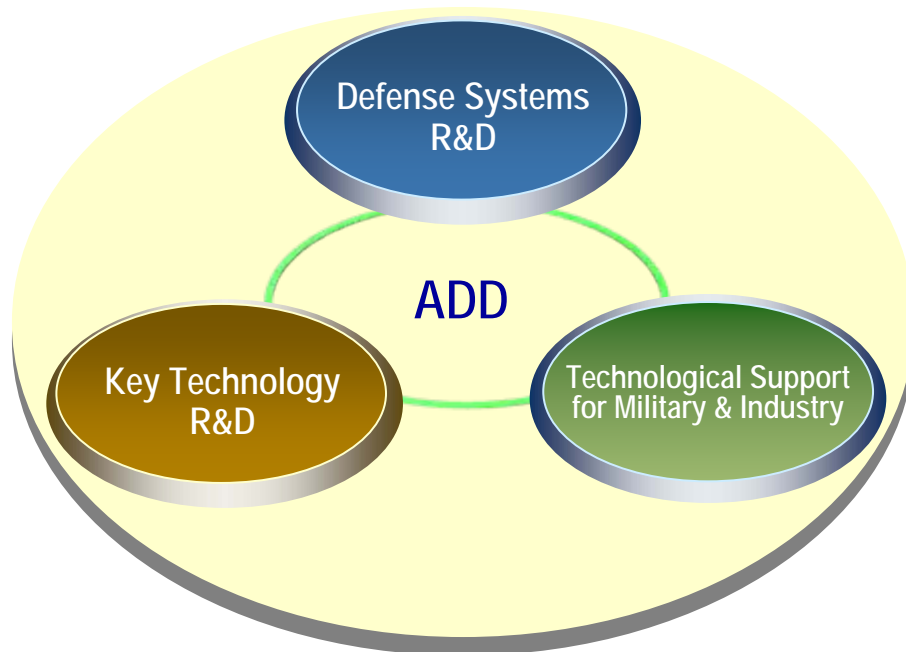 Defense Systems
R&D
ADD
Key Technology
R&D
Technological Support
for Military & Industry